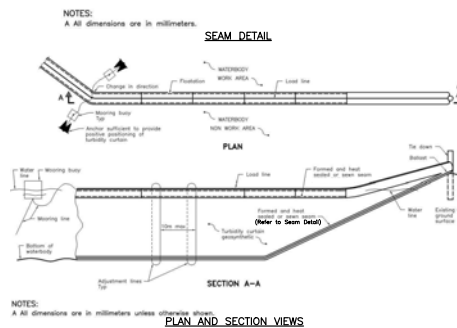 NOTES:
A All dimensions are in millimeters.
SEAM DETAIL
Change in direction
Floatation
WATERBODY
WORK AREA
Load line
A
Mooring buoy
Typ
Anchor sufficient to provide
positive positioning of
turbidity curtain
WATERBODY
NON WORK AREA
PLAN
Tie down
Ballast
Water
line
Mooring buoy
Load line
Formed and heat
sealed or sewn seam
Mooring line
10m max.
Formed and heat
sealed or sewn seam
(Refer to Seam Detail)
Water
line
Existing
ground
surface
Turbidity curtain
geosynthetic
Bottom of
waterbody
Adjustment lines
Typ
SECTION A-A
NOTES:
A All dimensions are in millimeters unless otherwise shown.
PLAN AND SECTION VIEWS